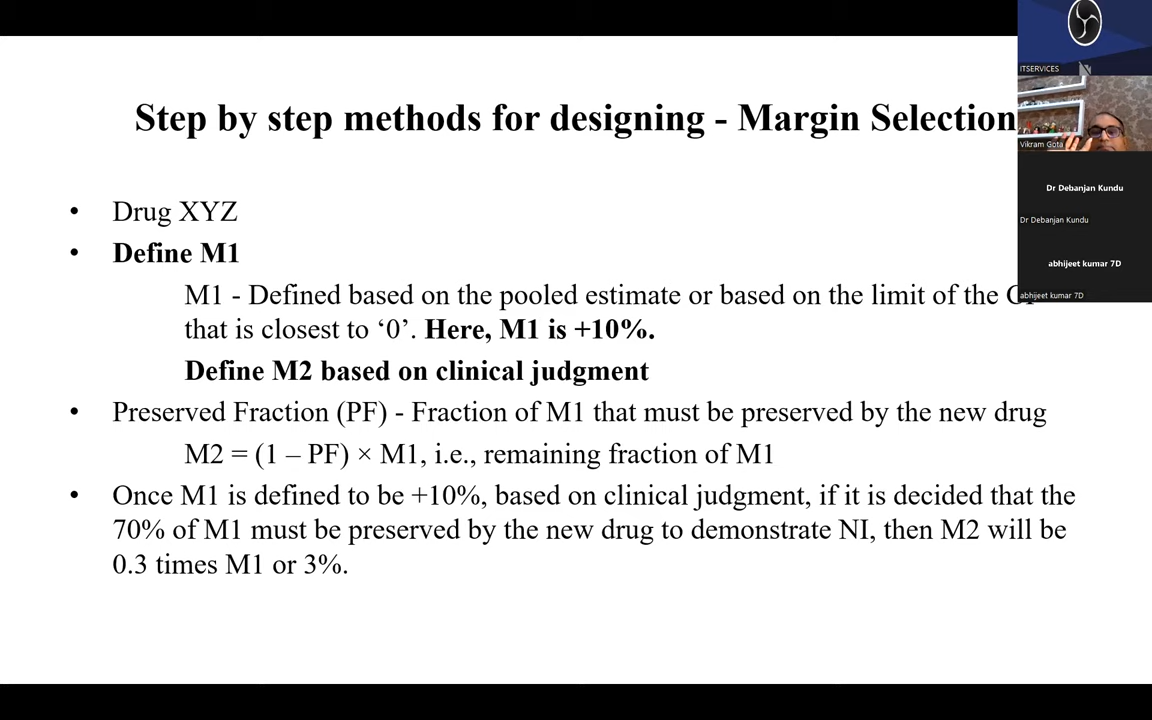 Step by step methods for designing - Margin Selection
ITSERVICES
Vikram Gota
Dr Debanjan Kundu
Dr Debanjan Kundu
abhijeet kumar 7D
abhijeet kumar 7D
• Drug XYZ
• Define M1
M1 - Defined based on the pooled estimate or based on the limit of the
that is closest to ‘0’. Here, M1 is +10%.
Define M2 based on clinical judgment
• Preserved Fraction (PF) - Fraction of M1 that must be preserved by the new drug
M2 = (1 – PF) × M1, i.e., remaining fraction of M1
• Once M1 is defined to be +10%, based on clinical judgment, if it is decided that the
70% of M1 must be preserved by the new drug to demonstrate NI, then M2 will be
0.3 times M1 or 3%.